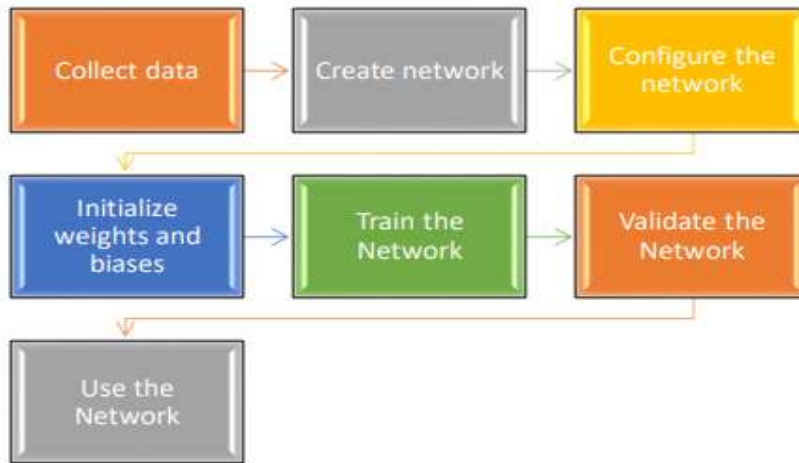 Collect data
Create network
Configure the
network
Initialize
weights and
biases
Train the
Network
Validate the
Network
Use the
Network